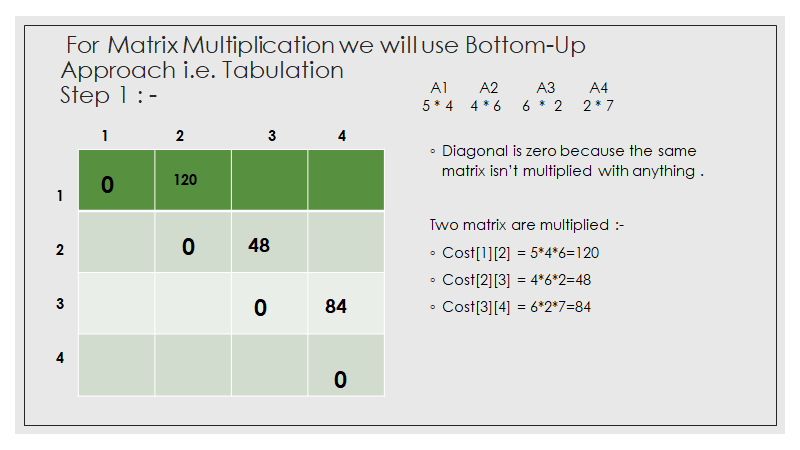 For Matrix Multiplication we will use Bottom-Up
Approach i.e. Tabulation
Step 1 : -
A1 A2 A3 A4
5 * 4 4 * 6 6 * 2 2 * 7
1 2 3 4
1 0 120
2 0 48
3 0 84
4 0
◦ Diagonal is zero because the same
matrix isn't multiplied with anything .
Two matrix are multiplied :-
◦ Cost[1][2] = 5*4*6=120
◦ Cost[2][3] = 4*6*2=48
◦ Cost[3][4] = 6*2*7=84